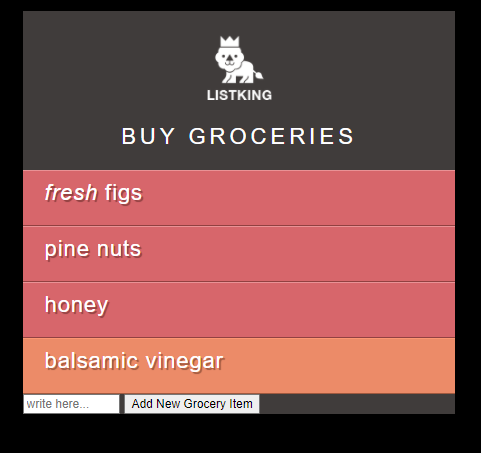 LISTKING
BUY GROCERIES
fresh figs
pine nuts
honey
balsamic vinegar
write here... Add New Grocery Item